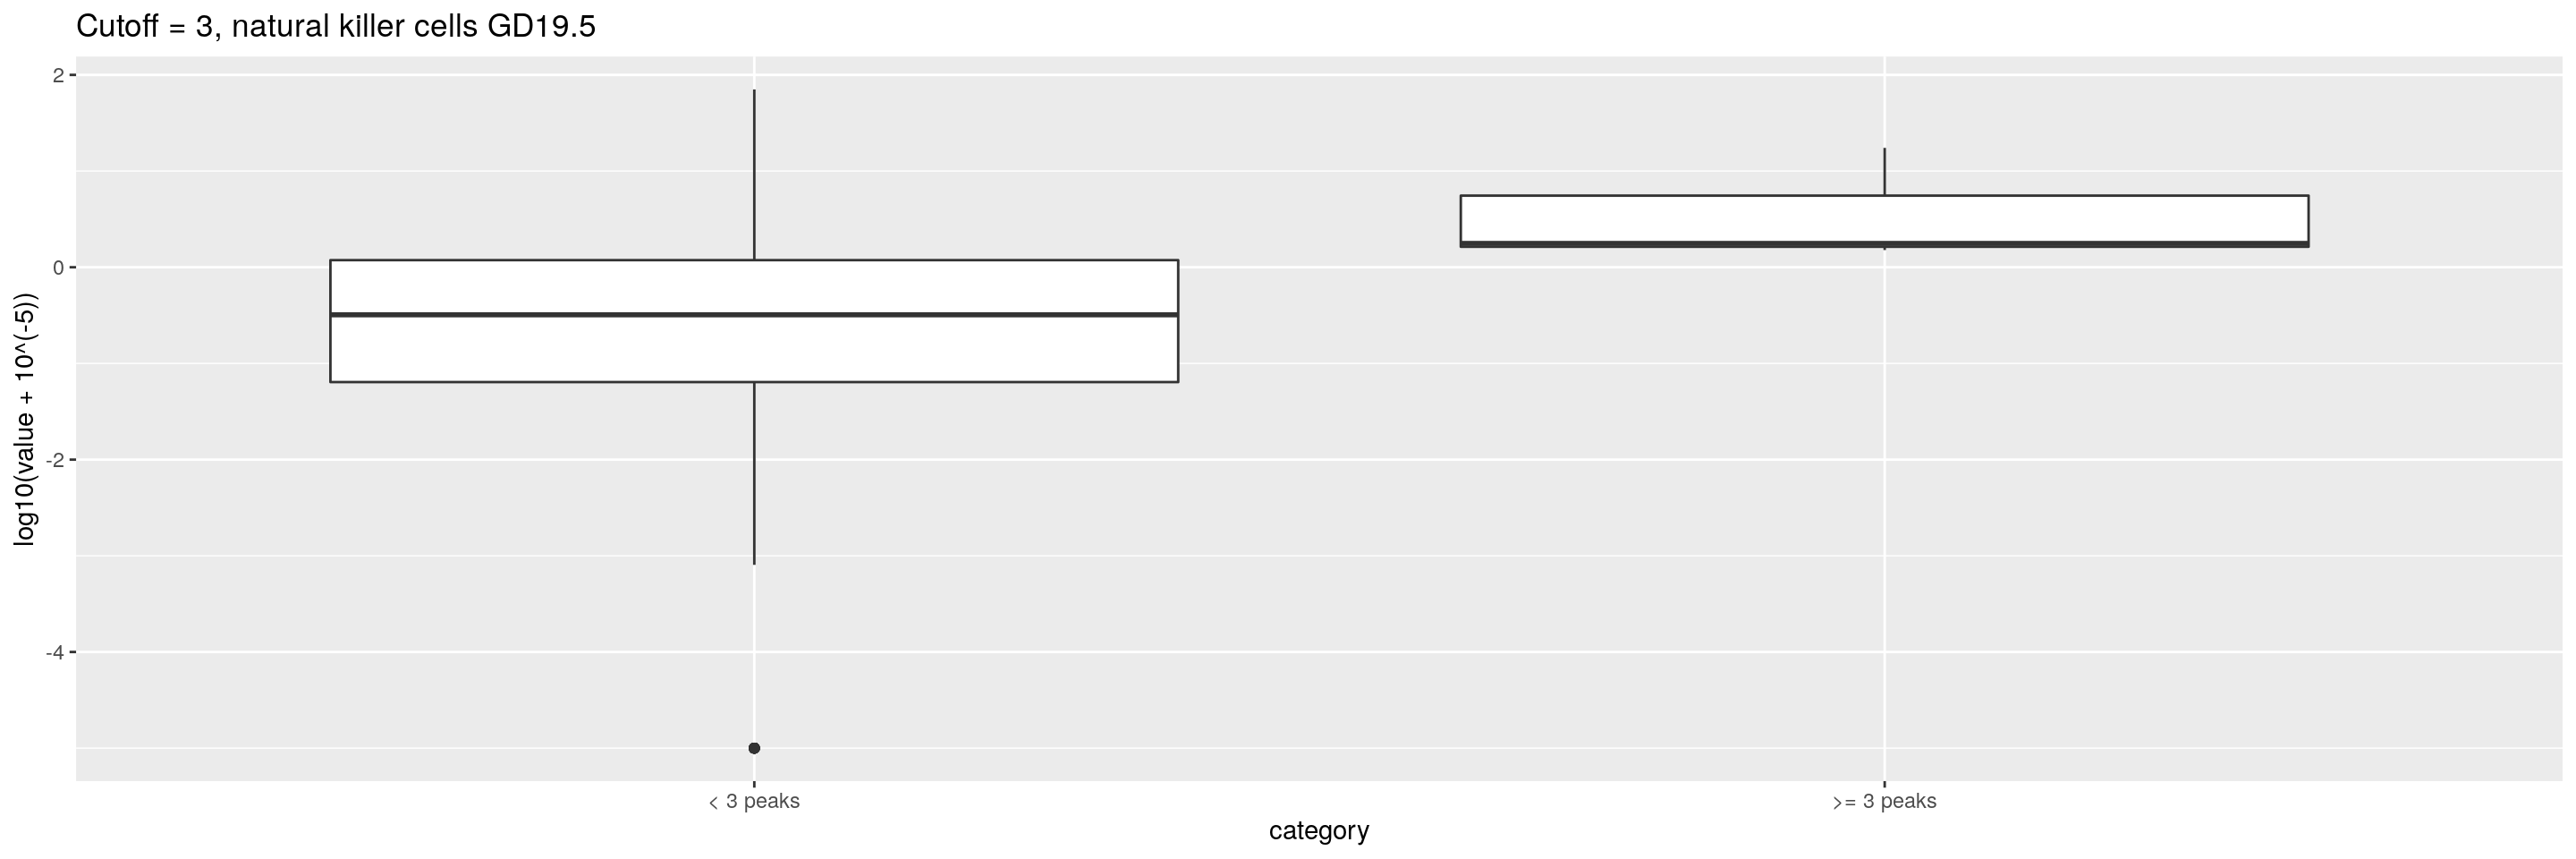 Cutoff = 3, natural killer cells GD19.5
log10(value + 10^(-5))
2
0
-2
-4
< 3 peaks
>= 3 peaks
category